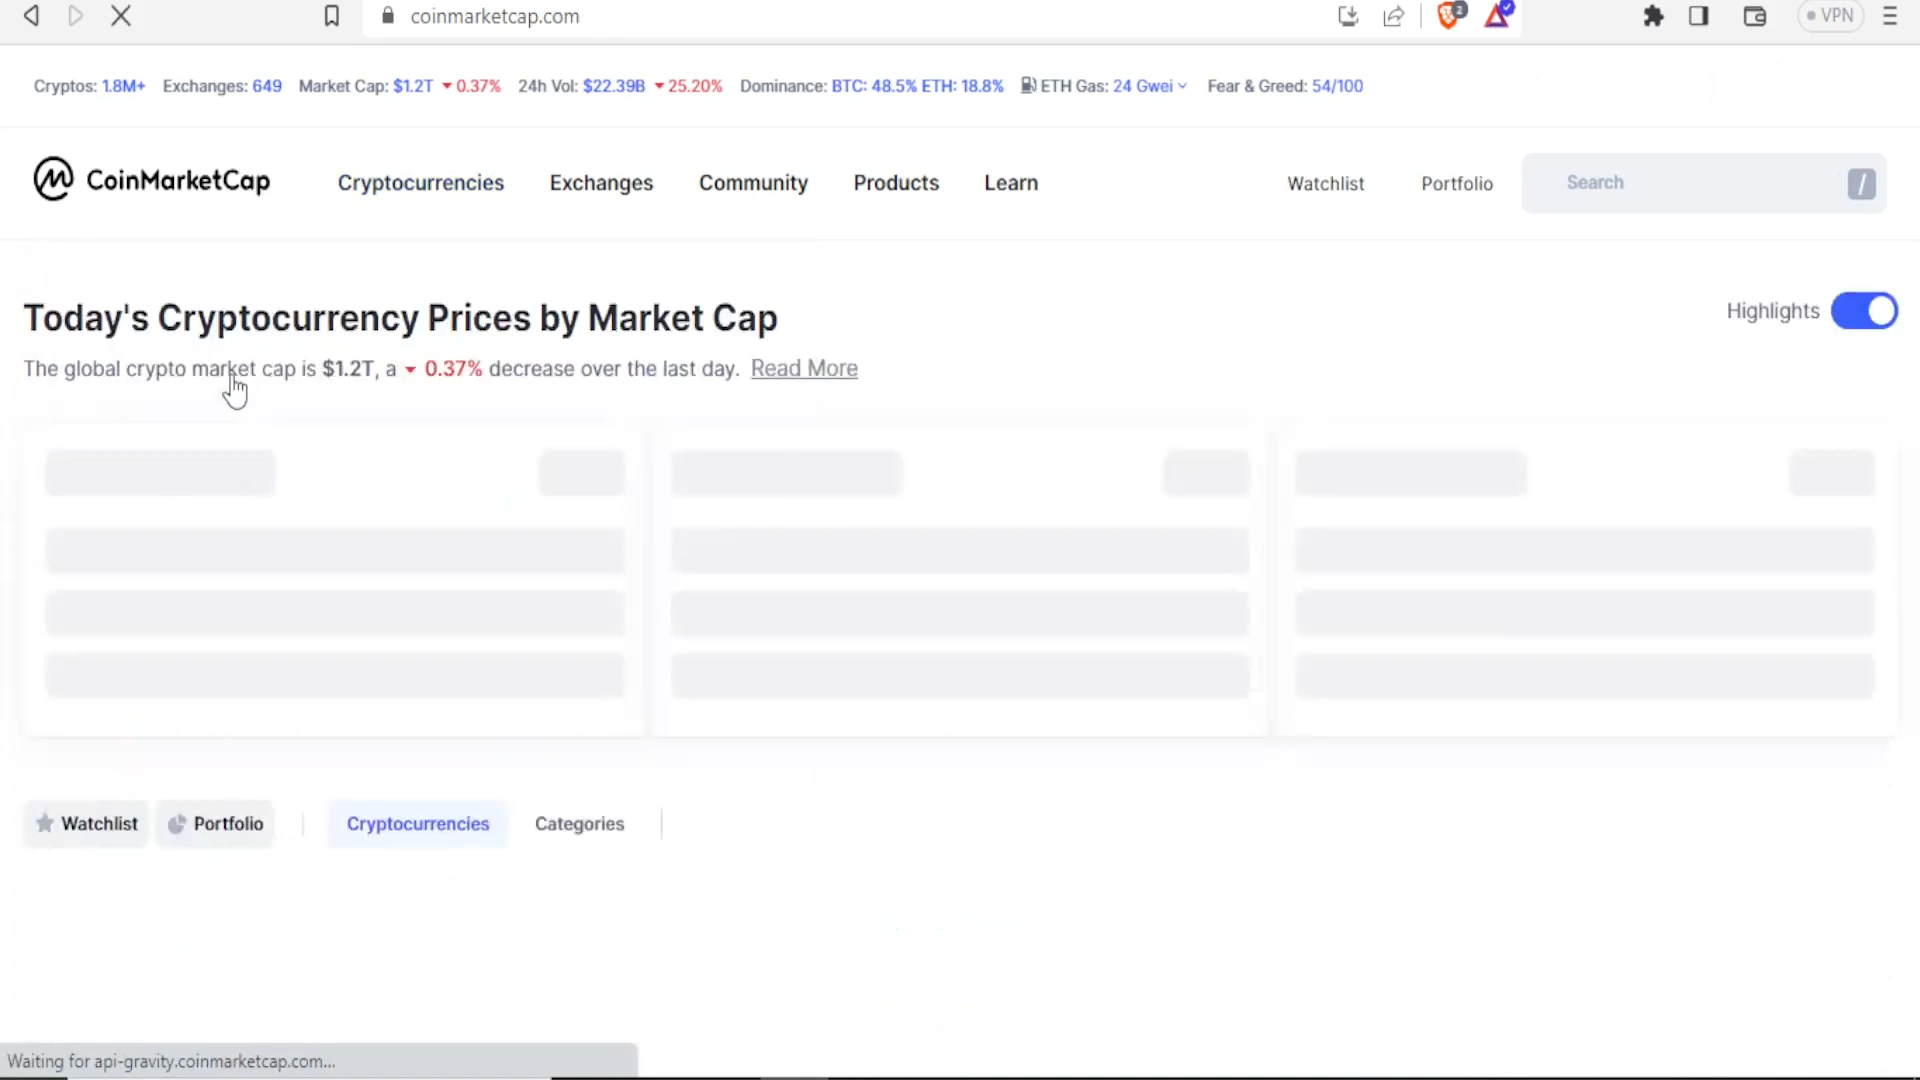 coinmarketcap.com
2
VPN
Cryptos: 1.8M+ Exchanges: 649 Market Cap: $1.2T 0.37% 24h Vol: $22.39B 25.20% Dominance: BTC: 48.5% ETH: 18.8% ETH Gas: 24 Gwei Fear & Greed: 54/100
CoinMarketCap Cryptocurrencies Exchanges Community Products Learn Watchlist Portfolio Search /
Today's Cryptocurrency Prices by Market Cap
Highlights
The global crypto market cap is $1.2T, a 0.37% decrease over the last day. Read More
Watchlist Portfolio Cryptocurrencies Categories
Waiting for api-gravity.coinmarketcap.com...